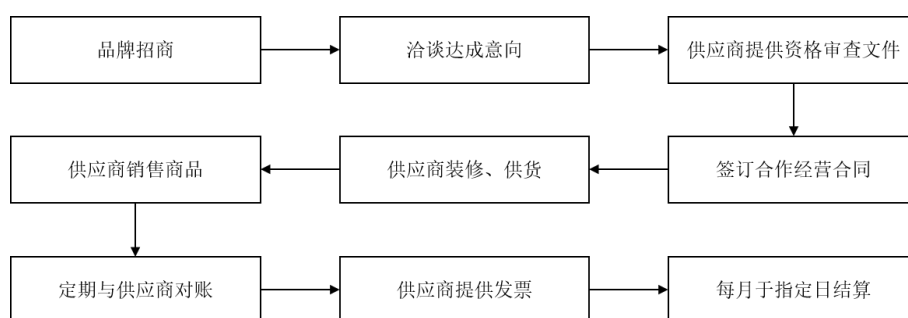 品牌招商
洽谈达成意向
供应商提供资格审查文件
签订合作经营合同
供应商装修、供货
供应商销售商品
定期与供应商对账
供应商提供发票
每月于指定日结算